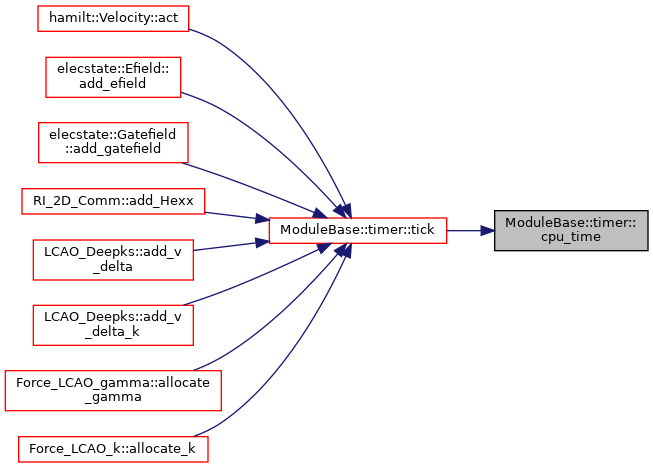 hamilt::Velocity::act
elecstate::Efield::
add_efield
elecstate::Gatefield
::add_gatefield
RI_2D_Comm::add_Hexx
LCAO_Deepks::add_v
_delta
LCAO_Deepks::add_v
_delta_k
Force_LCAO_gamma::allocate
_gamma
Force_LCAO_k::allocate_k
ModuleBase::timer::tick
ModuleBase::timer::
cpu_time